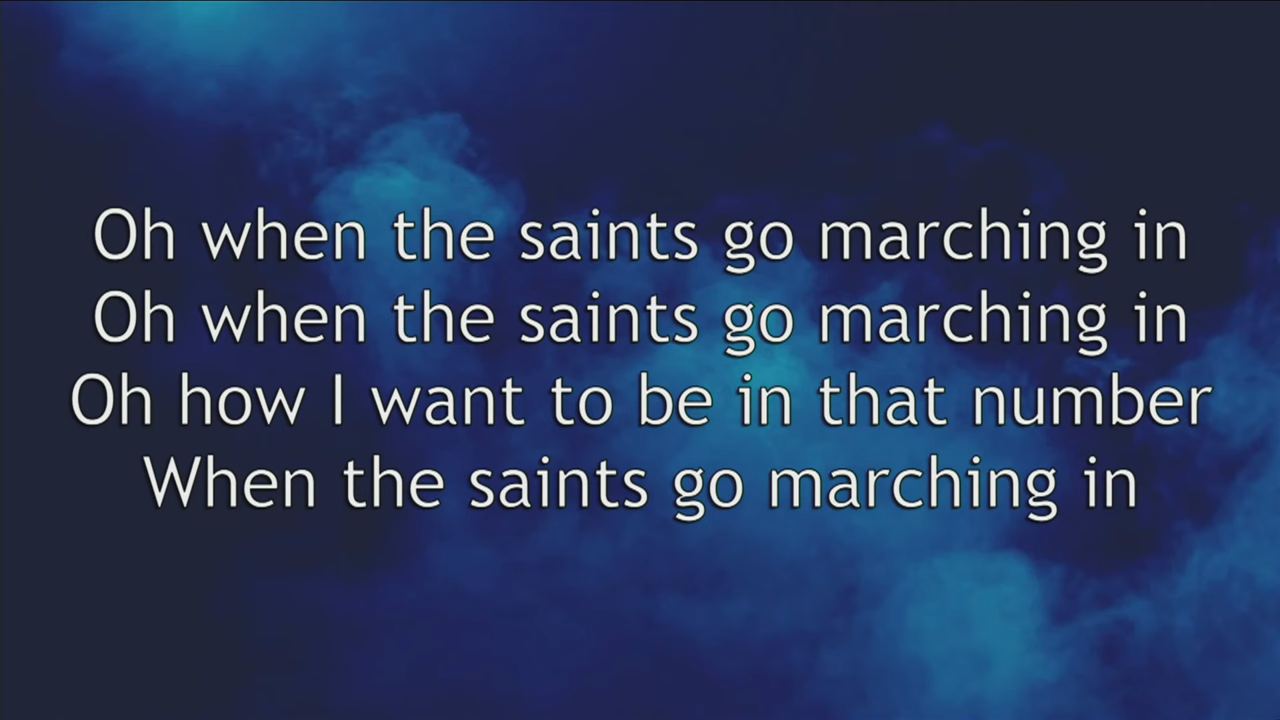 Oh when the saints go marching in
Oh when the saints go marching in
Oh how I want to be in that number
When the saints go marching in